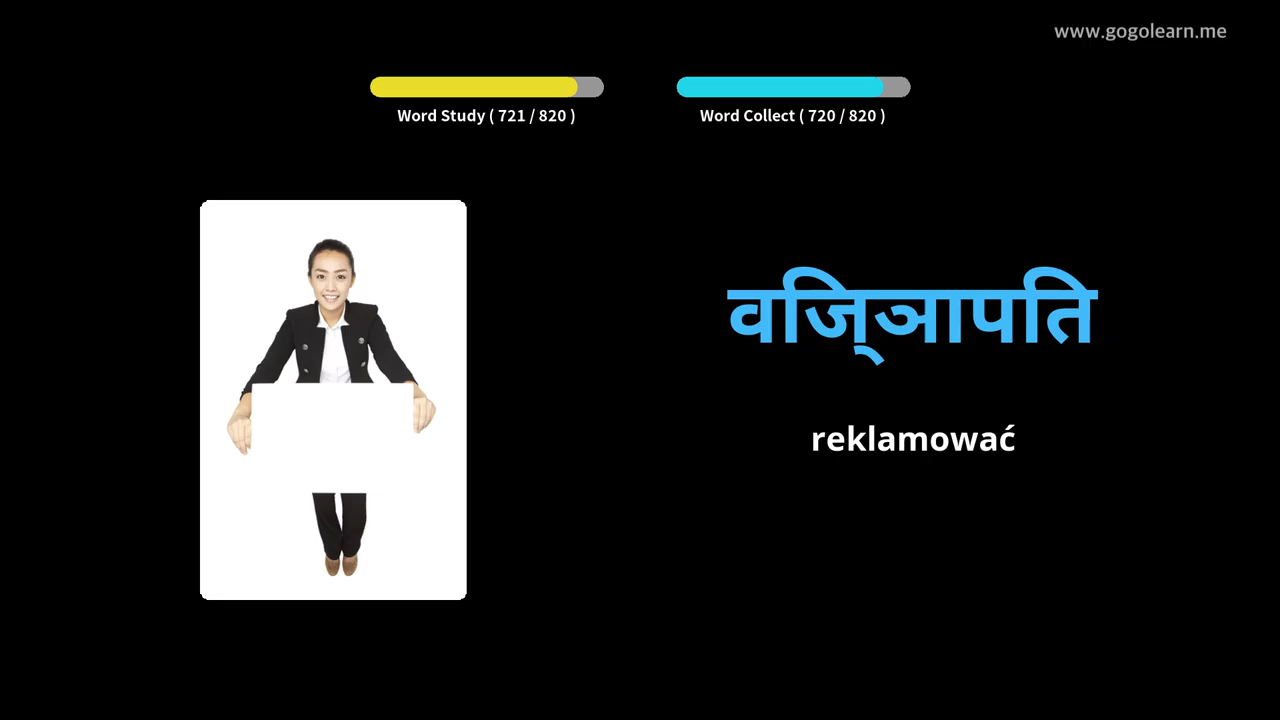 www.gogolearn.me
Word Study ( 721 / 820 )
Word Collect ( 720 / 820 )
वजि्ञापति
reklamować